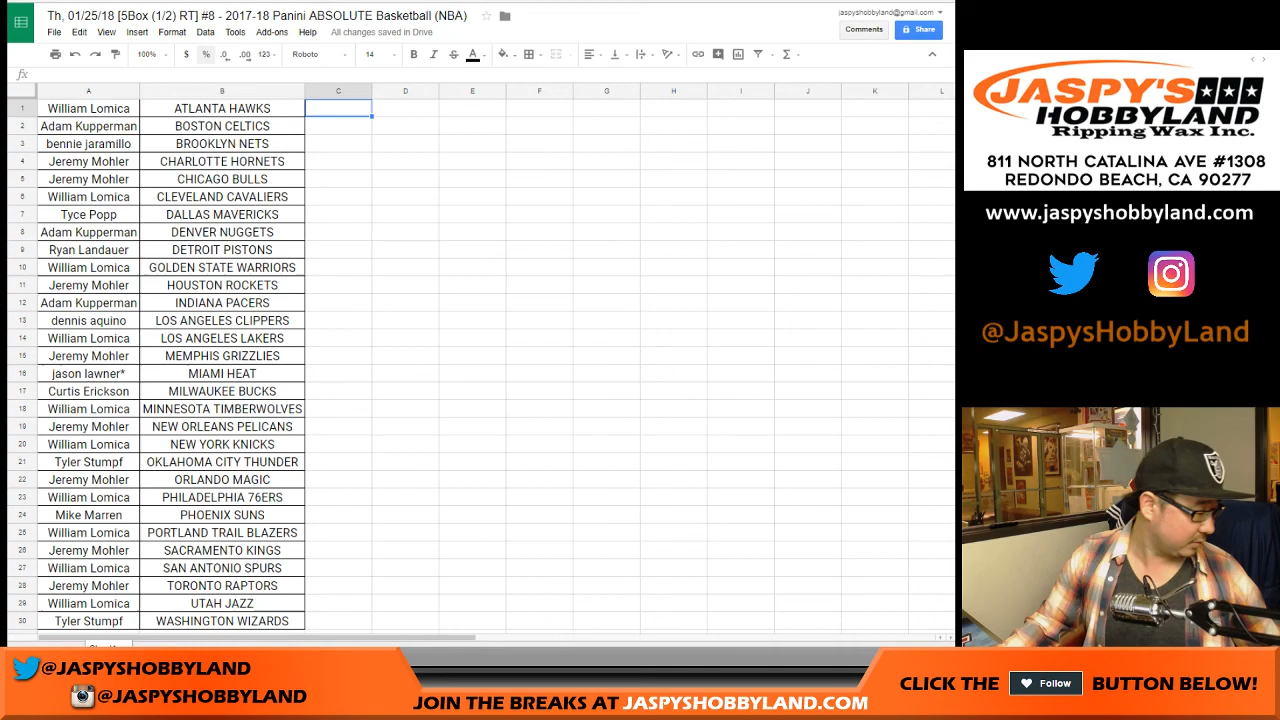 Th, 01/25/18 [5Box (1/2) RT] #8 - 2017-18 Panini ABSOLUTE Basketball (NBA)
jaspyshobbyland@gmail.com
File Edit View Insert Format Data Tools Add-ons Help All changes saved in Drive
Comments
Share
100% $ % .0 .00 123 Roboto 14 B I S A
fx
A B C D E F G H I J K L
1 William Lomica ATLANTA HAWKS
2 Adam Kupperman BOSTON CELTICS
3 bennie jaramillo BROOKLYN NETS
4 Jeremy Mohler CHARLOTTE HORNETS
5 Jeremy Mohler CHICAGO BULLS
6 William Lomica CLEVELAND CAVALIERS
7 Tyce Popp DALLAS MAVERICKS
8 Adam Kupperman DENVER NUGGETS
9 Ryan Landauer DETROIT PISTONS
10 William Lomica GOLDEN STATE WARRIORS
11 Jeremy Mohler HOUSTON ROCKETS
12 Adam Kupperman INDIANA PACERS
13 dennis aquino LOS ANGELES CLIPPERS
14 William Lomica LOS ANGELES LAKERS
15 Jeremy Mohler MEMPHIS GRIZZLIES
16 jason lawner* MIAMI HEAT
17 Curtis Erickson MILWAUKEE BUCKS
18 William Lomica MINNESOTA TIMBERWOLVES
19 Jeremy Mohler NEW ORLEANS PELICANS
20 William Lomica NEW YORK KNICKS
21 Tyler Stumpf OKLAHOMA CITY THUNDER
22 Jeremy Mohler ORLANDO MAGIC
23 William Lomica PHILADELPHIA 76ERS
24 Mike Marren PHOENIX SUNS
25 William Lomica PORTLAND TRAIL BLAZERS
26 Jeremy Mohler SACRAMENTO KINGS
27 William Lomica SAN ANTONIO SPURS
28 Jeremy Mohler TORONTO RAPTORS
29 William Lomica UTAH JAZZ
30 Tyler Stumpf WASHINGTON WIZARDS
JASPY'S
HOBBYLAND
Ripping Wax Inc.
811 NORTH CATALINA AVE #1308
REDONDO BEACH, CA 90277
www.jaspyshobbyland.com
@JaspysHobbyLand
@JASPYSHOBBYLAND
@JASPYSHOBBYLAND
JOIN THE BREAKS AT JASPYSHOBBYLAND.COM
CLICK THE Follow BUTTON BELOW!